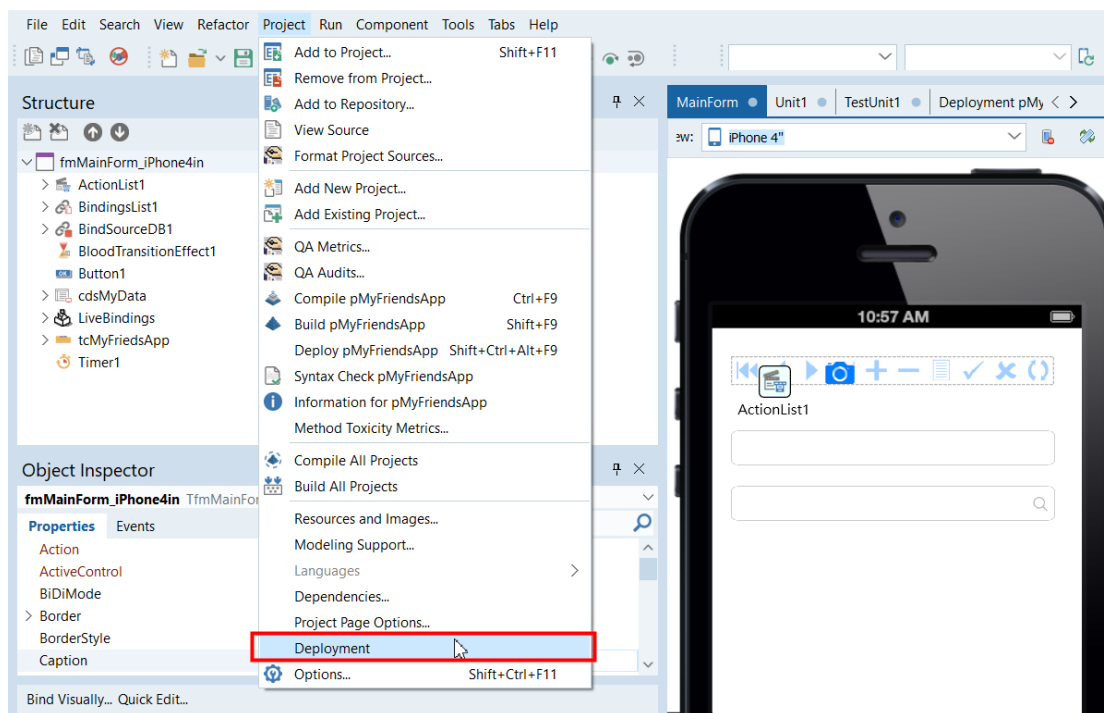 File Edit Search View Refactor Project Run Component Tools Tabs Help
Structure
fmMainForm_iPhone4in
ActionList1
BindingsList1
BindSourceDB1
BloodTransitionEffect1
Button1
cdsMyData
LiveBindings
tcMyFriedsApp
Timer1
Object Inspector
fmMainForm_iPhone4in TfmMainFor
Properties Events
Action
ActiveControl
BiDiMode
Border
BorderStyle
Caption
Bind Visually... Quick Edit...
Add to Project... Shift+F11
Remove from Project...
Add to Repository...
View Source
Format Project Sources...
Add New Project...
Add Existing Project...
QA Metrics...
QA Audits...
Compile pMyFriendsApp Ctrl+F9
Build pMyFriendsApp Shift+F9
Deploy pMyFriendsApp Shift+Ctrl+Alt+F9
Syntax Check pMyFriendsApp
Information for pMyFriendsApp
Method Toxicity Metrics...
Compile All Projects
Build All Projects
Resources and Images...
Modeling Support...
Languages
Dependencies...
Project Page Options...
Deployment
Options... Shift+Ctrl+F11
MainForm Unit1 TestUnit1 Deployment pMy
ew: iPhone 4"
10:57 AM
ActionList1